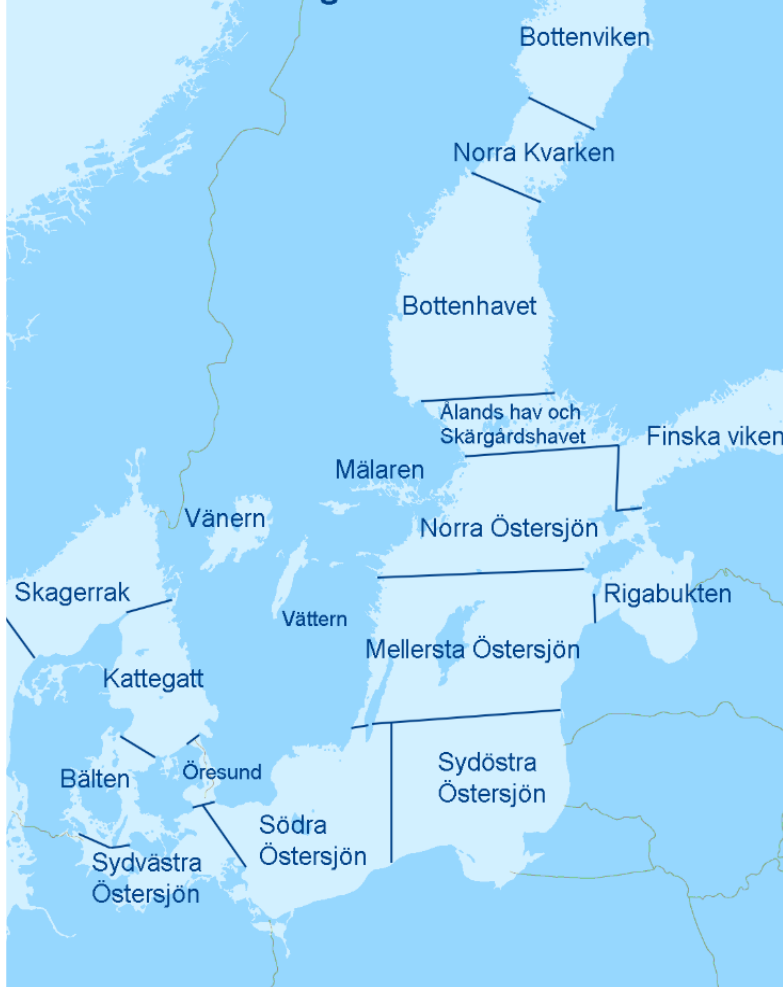 Bottenviken
Norra Kvarken
Bottenhavet
Ålands hav och
Skärgårdshavet
Finska viken
Mälaren
Vänern
Norra Östersjön
Skagerrak
Vättern
Rigabukten
Mellersta Östersjön
Kattegatt
Öresund
Bälten
Sydöstra
Östersjön
Södra
Östersjön
Sydvästra
Östersjön